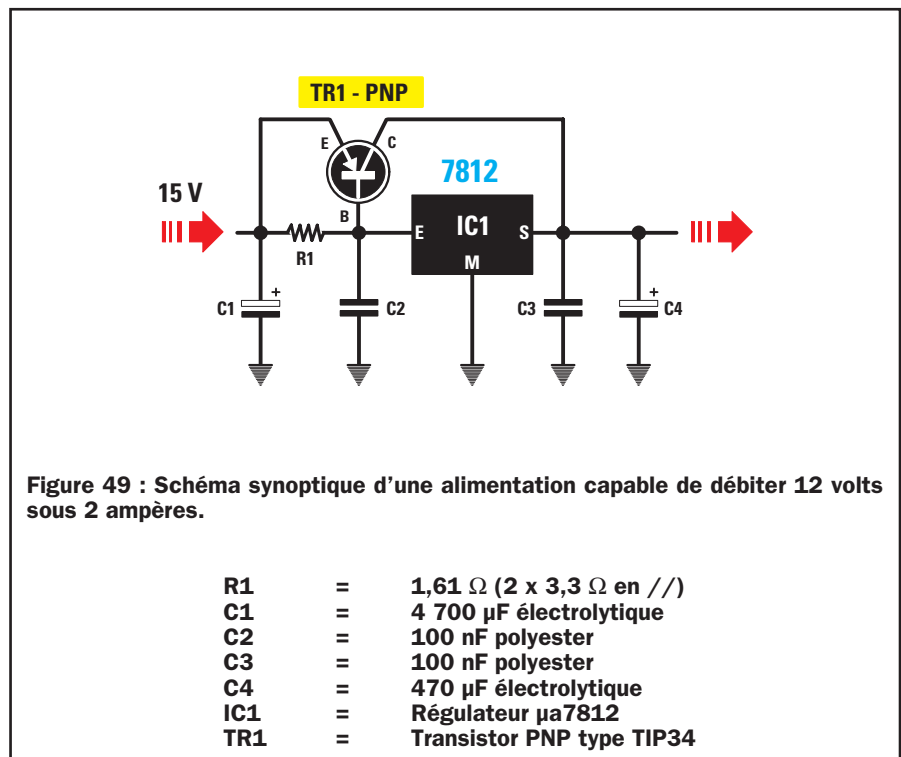 TR1 - PNP
E
C
7812
15 V
B
E
IC1
S
R1
M
+
C1
C2
C3
+
C4
Figure 49 : Schéma synoptique d’une alimentation capable de débiter 12 volts
sous 2 ampères.
R1 = 1,61 Ω (2 x 3,3 Ω en //)
C1 = 4 700 µF électrolytique
C2 = 100 nF polyester
C3 = 100 nF polyester
C4 = 470 µF électrolytique
IC1 = Régulateur µa7812
TR1 = Transistor PNP type TIP34